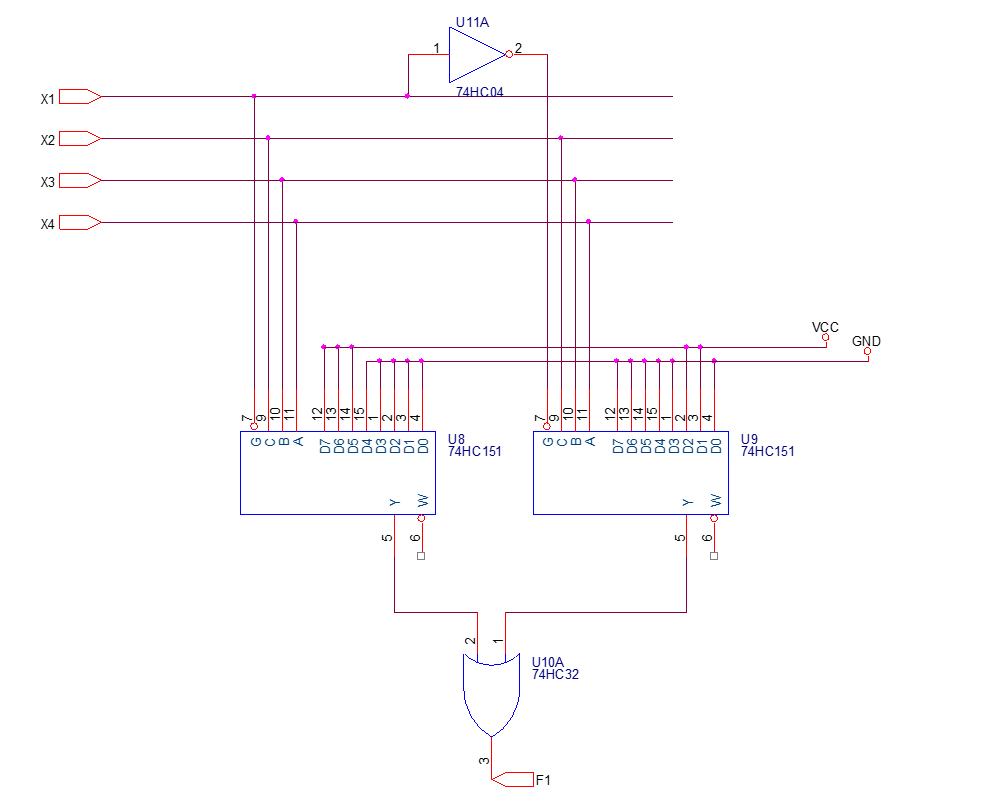 U11A
1
2
74HC04
X1
X2
X3
X4
VCC
GND
7
9
10
11
12
13
14
15
1
2
3
4
7
9
10
11
12
13
14
15
1
2
3
4
G
C
B
A
D7
D6
D5
D4
D3
D2
D1
D0
U8
74HC151
G
C
B
A
D7
D6
D5
D4
D3
D2
D1
D0
U9
74HC151
Y
W
Y
W
5
6
5
6
2
1
U10A
74HC32
3
F1